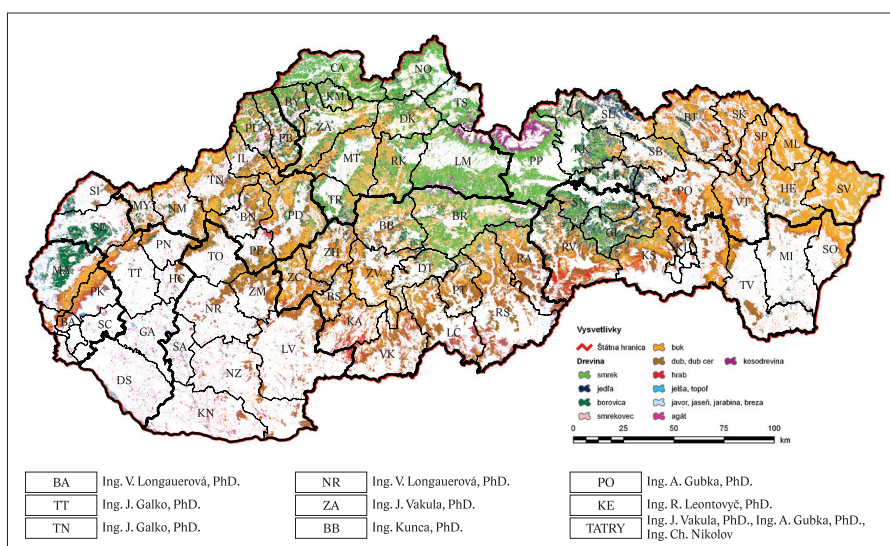 CA
NO
BY
KM
TS
PU
PB
ZA
DK
SL
BJ
SK
IL
MT
RK
LM
PP
KK
SB
SP
ML
TN
LE
SI
MY
NM
BN
PD
TR
BR
SN
PO
VT
HE
SV
SE
PN
TO
PE
BB
GL
MA
TT
HC
ZH
ZV
DT
RA
RV
KS
MI
SO
PK
NR
ZM
ZC
BS
PT
TV
BA
SC
GA
SA
LV
KA
VK
LC
RS
DS
NZ
KN
Vysvetlivky
Štátna hranica
Drevina
smrek
jedľa
borovica
smrekovec
buk
dub, dub cer
hrab
jelša, topoľ
javor, jaseň, jarabina, breza
agát
kosodrevina
0 25 50 75 100
km
BA Ing. V. Longauerová, PhD.
TT Ing. J. Galko, PhD.
TN Ing. J. Galko, PhD.
NR Ing. V. Longauerová, PhD.
ZA Ing. J. Vakula, PhD.
BB Ing. Kunca, PhD.
PO Ing. A. Gubka, PhD.
KE Ing. R. Leontovyč, PhD.
TATRY Ing. J. Vakula, PhD., Ing. A. Gubka, PhD.,
Ing. Ch. Nikolov